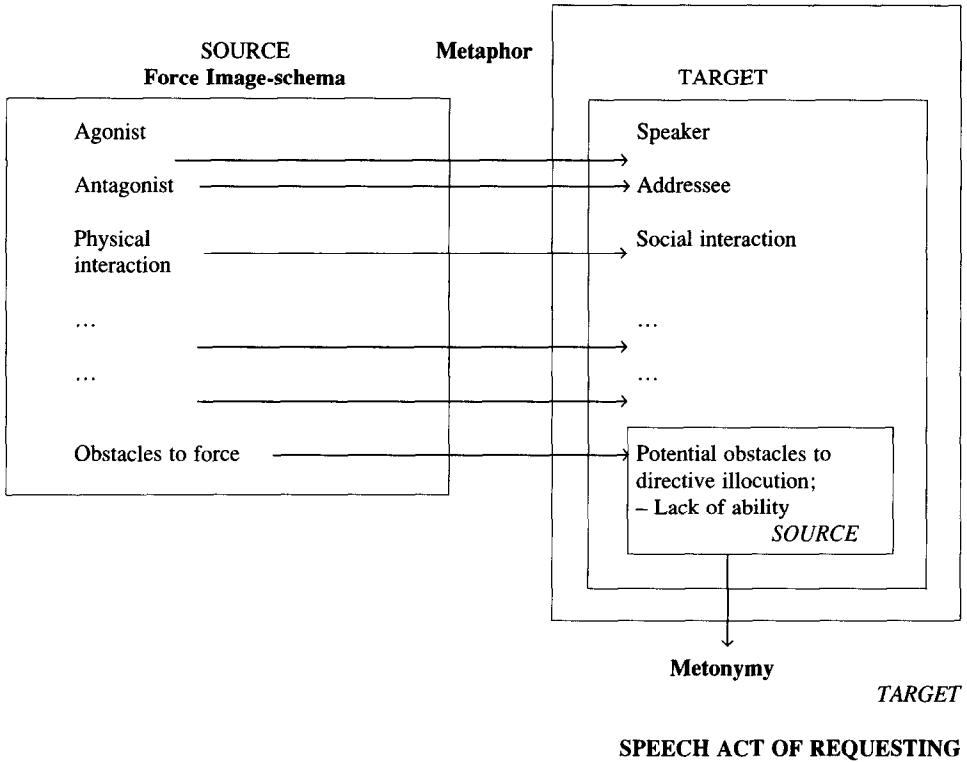 SOURCE
Force Image-schema
Metaphor
TARGET
Agonist
Speaker
Antagonist
Addressee
Physical
interaction
Social interaction
...
...
...
...
Obstacles to force
Potential obstacles to
directive illocution;
– Lack of ability
SOURCE
Metonymy
TARGET
SPEECH ACT OF REQUESTING